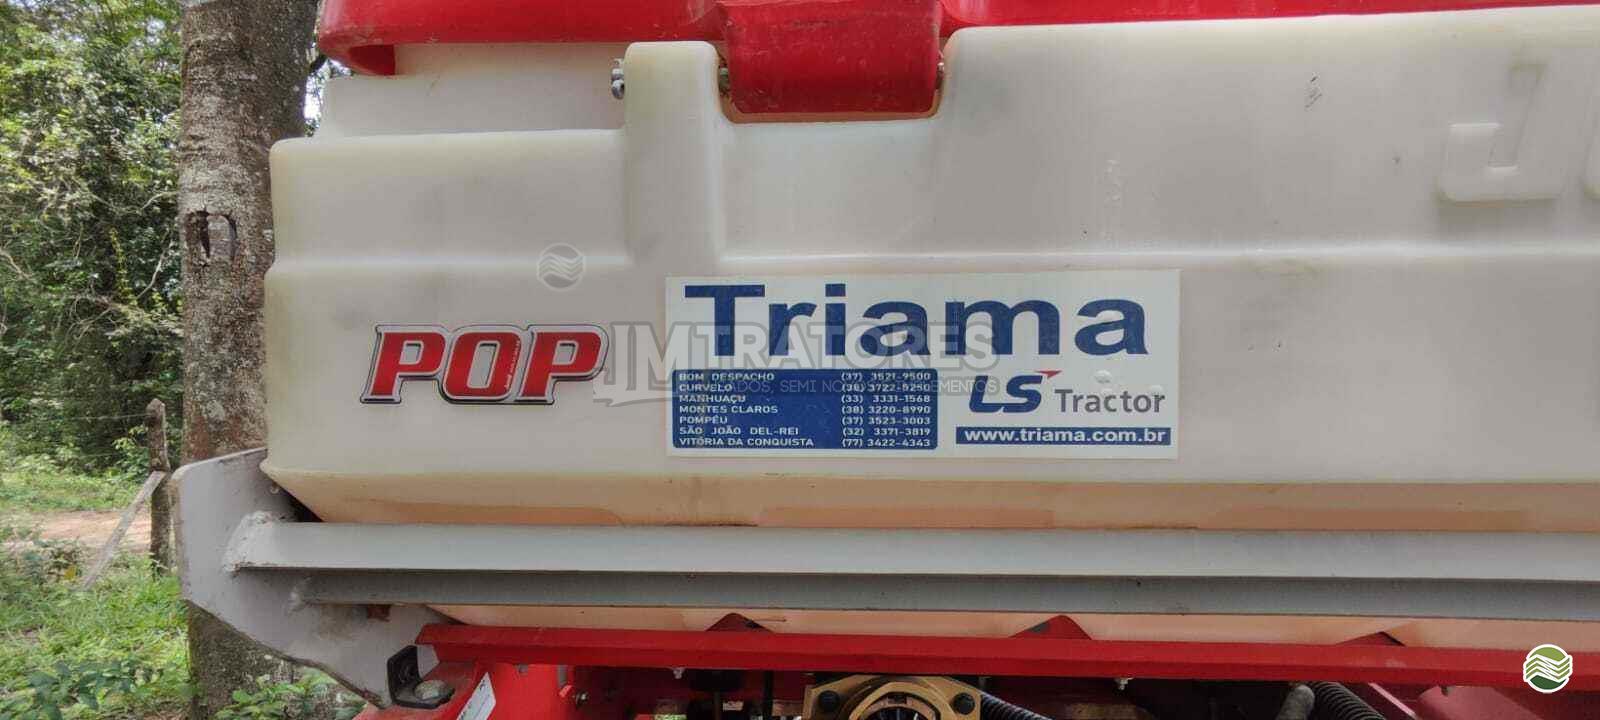 POP
Triama
BOM DESPACHO (37) 3521-9500
CURVELO (38) 3722-5250
MANHUAÇU (33) 3331-1568
MONTES CLAROS (38) 3220-8990
POMPÉU (37) 3523-3003
SÃO JOÃO DEL-REI (32) 3371-3819
VITÓRIA DA CONQUISTA (77) 3422-4343
LS Tractor
www.triama.com.br
JMTRATORES